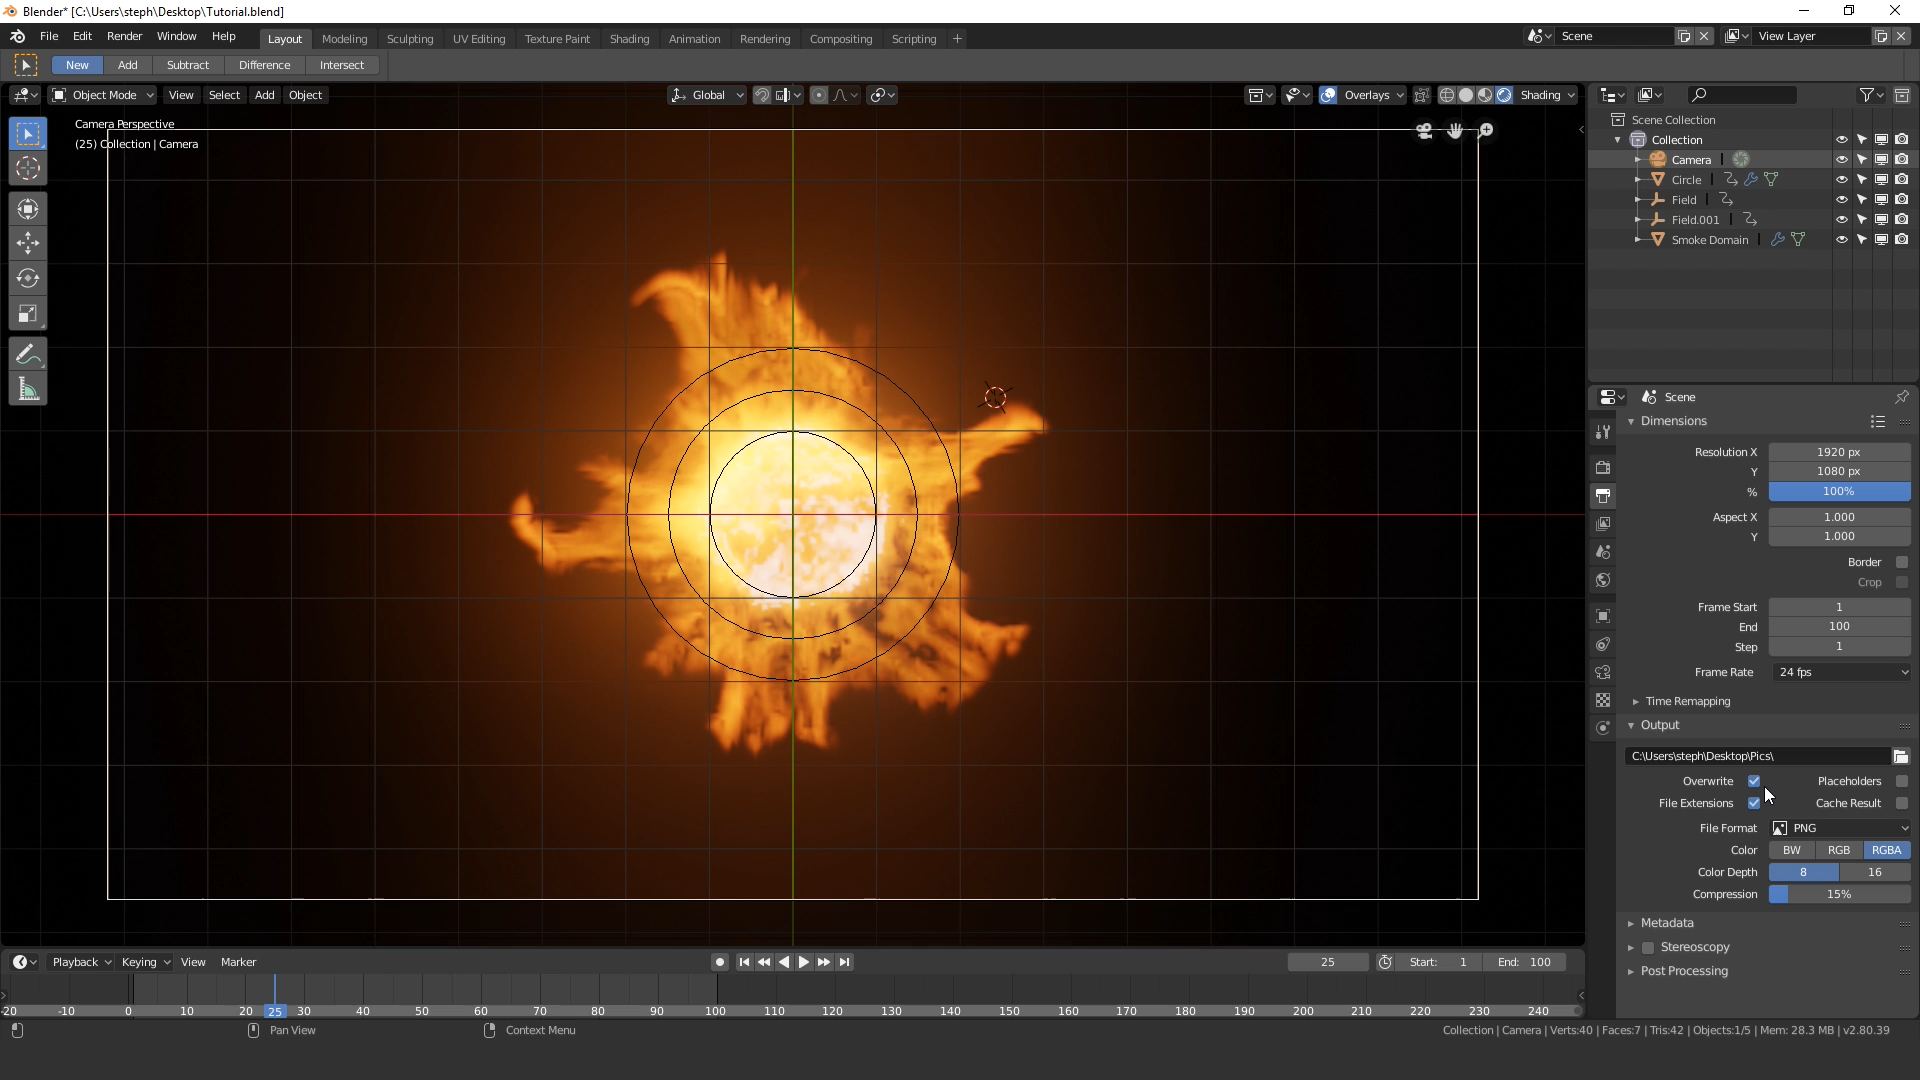 Blender* [C:\Users\steph\Desktop\Tutorial.blend]
File Edit Render Window Help Layout Modeling Sculpting UV Editing Texture Paint Shading Animation Rendering Compositing Scripting + Scene View Layer
New Add Subtract Difference Intersect
Object Mode View Select Add Object Global Overlays Shading
Camera Perspective
(25) Collection | Camera
Scene Collection
Collection
Camera
Circle
Field
Field.001
Smoke Domain
Scene
Dimensions
Resolution X 1920 px
Y 1080 px
% 100%
Aspect X 1.000
Y 1.000
Border
Crop
Frame Start 1
End 100
Step 1
Frame Rate 24 fps
Time Remapping
Output
C:\Users\steph\Desktop\Pics\
Overwrite Placeholders
File Extensions Cache Result
File Format PNG
Color BW RGB RGBA
Color Depth 8 16
Compression 15%
Metadata
Stereoscopy
Post Processing
Playback Keying View Marker 25 Start: 1 End: 100
-20 -10 0 10 20 25 30 40 50 60 70 80 90 100 110 120 130 140 150 160 170 180 190 200 210 220 230 240
Pan View Context Menu Collection | Camera | Verts:40 | Faces:7 | Tris:42 | Objects:1/5 | Mem: 28.3 MB | v2.80.39